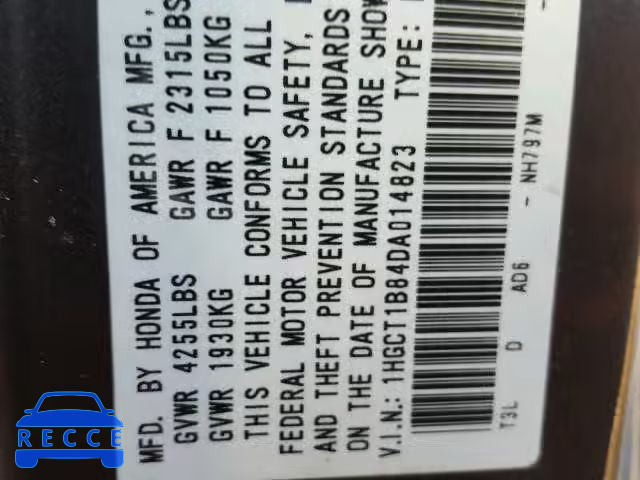 MFD. BY HONDA OF AMERICA MFG.,
GVWR 4255LBS GAWR F 2315LBS
GVWR 1930KG GAWR F 1050KG
THIS VEHICLE CONFORMS TO ALL
FEDERAL MOTOR VEHICLE SAFETY,
AND THEFT PREVENTION STANDARDS
ON THE DATE OF MANUFACTURE SHOW
V.I.N.: 1HGCT1B84DA014823 TYPE:
T3L D AD6 - NH797M -
RECCE